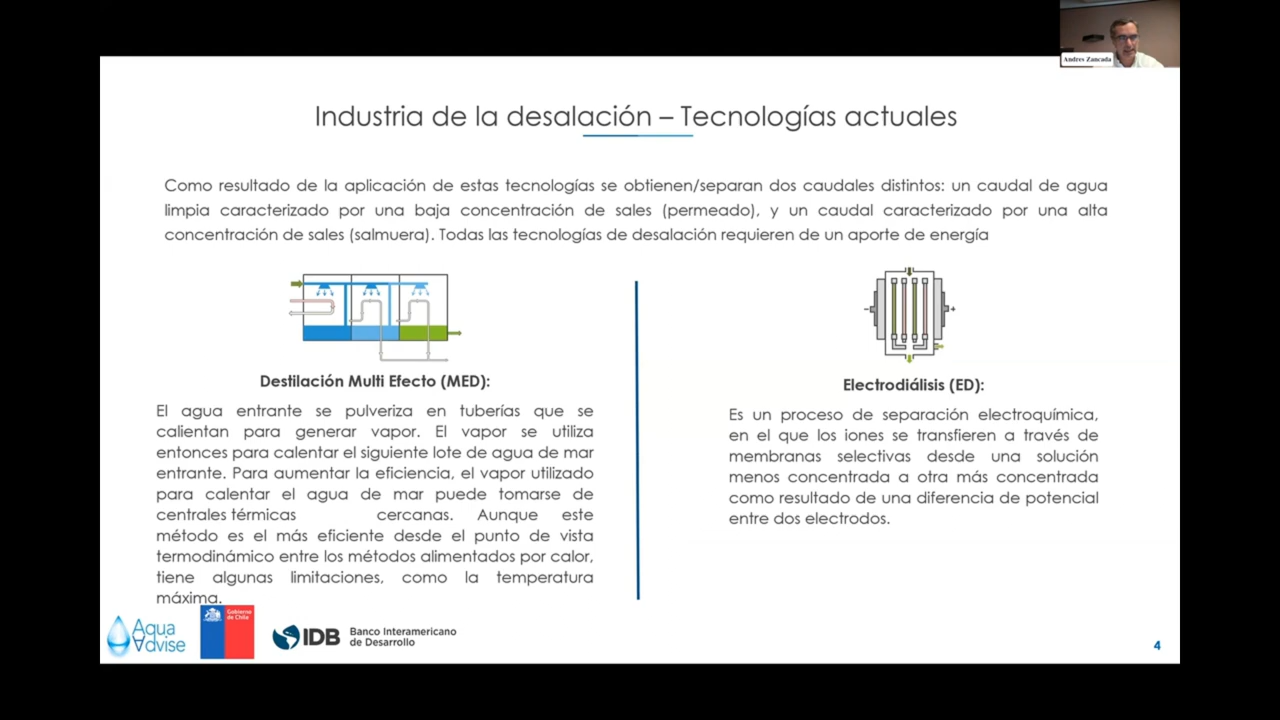 Andres Zancada
Industria de la desalación – Tecnologías actuales
Como resultado de la aplicación de estas tecnologías se obtienen/separan dos caudales distintos: un caudal de agua
limpia caracterizado por una baja concentración de sales (permeado), y un caudal caracterizado por una alta
concentración de sales (salmuera). Todas las tecnologías de desalación requieren de un aporte de energía
Destilación Multi Efecto (MED):
El agua entrante se pulveriza en tuberías que se
calientan para generar vapor. El vapor se utiliza
entonces para calentar el siguiente lote de agua de mar
entrante. Para aumentar la eficiencia, el vapor utilizado
para calentar el agua de mar puede tomarse de
centrales térmicas cercanas. Aunque este
método es el más eficiente desde el punto de vista
termodinámico entre los métodos alimentados por calor,
tiene algunas limitaciones, como la temperatura
máxima.
- +
Electrodiálisis (ED):
Es un proceso de separación electroquímica,
en el que los iones se transfieren a través de
membranas selectivas desde una solución
menos concentrada a otra más concentrada
como resultado de una diferencia de potencial
entre dos electrodos.
Aqua
Advise
Gobierno
de Chile
IDB
Banco Interamericano
de Desarrollo
4